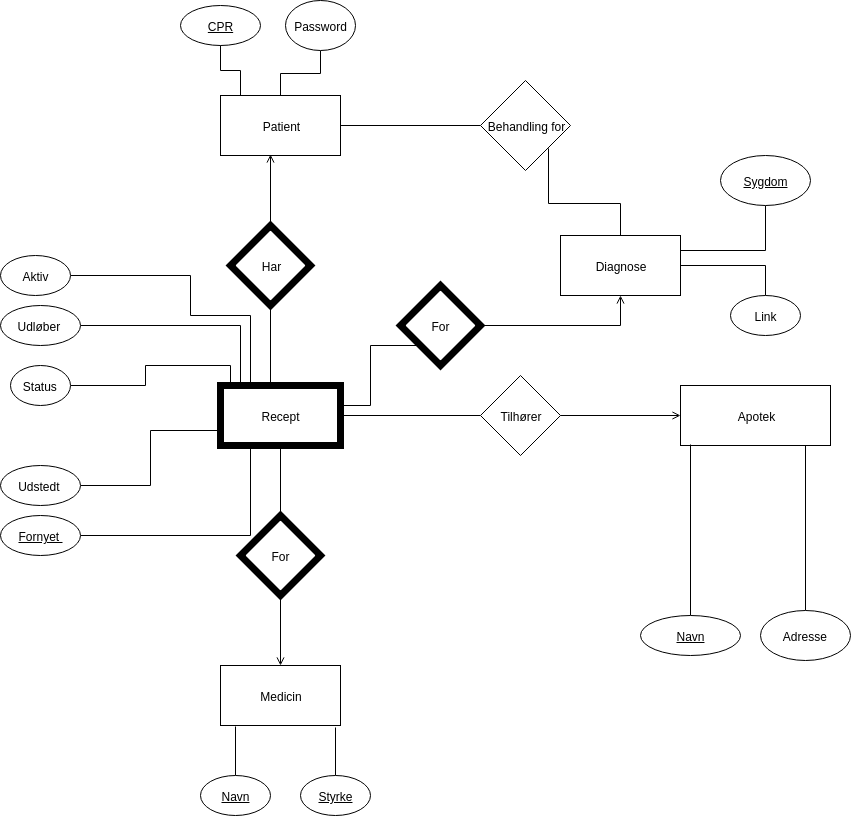 CPR
Password
Patient
Behandling for
Sygdom
Har
Diagnose
Aktiv
Link
Udløber
For
Status
Recept
Tilhører
Apotek
Udstedt
Fornyet
For
Navn
Adresse
Medicin
Navn
Styrke